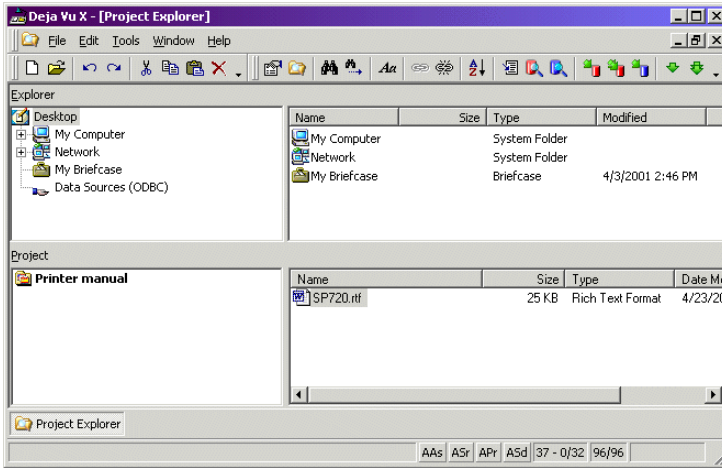 Deja Vu X - [Project Explorer]
File Edit Tools Window Help
Aa
Explorer
Desktop
My Computer
Network
My Briefcase
Data Sources (ODBC)
Name Size Type Modified
My Computer System Folder
Network System Folder
My Briefcase Briefcase 4/3/2001 2:46 PM
Project
Printer manual
Name Size Type Date M
SP720.rtf 25 KB Rich Text Format 4/23/20
Project Explorer
AAs ASr APr ASd 37 - 0/32 96/96